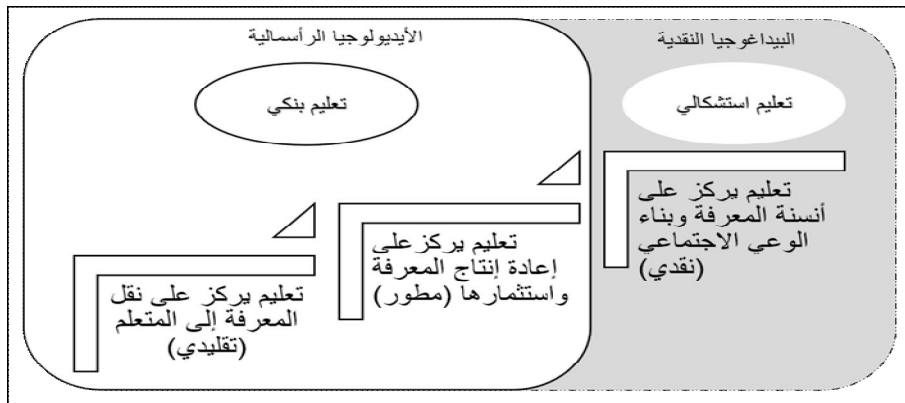 البيداغوجيا النقدية
الأيديولوجيا الرأسمالية
تعليم استشكالي
تعليم بنكي
تعليم يركز على
أنسنة المعرفة وبناء
الوعي الاجتماعي
(نقدي)
تعليم يركز على
إعادة إنتاج المعرفة
واستثمارها (مطور)
تعليم يركز على نقل
المعرفة إلى المتعلم
(تقليدي)